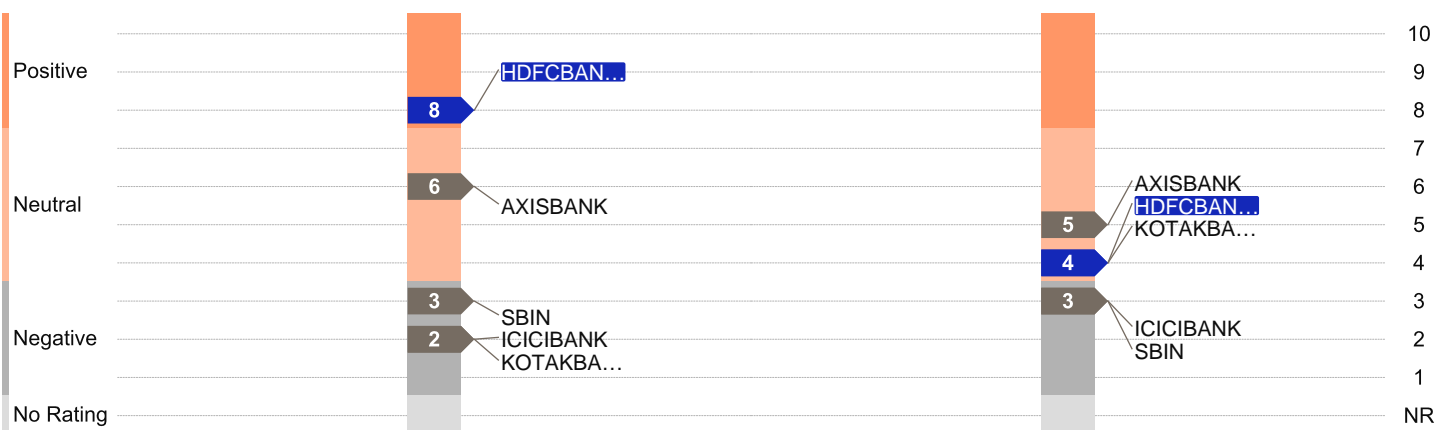 10
Positive
HDFCBAN…
9
8
8
7
6
AXISBANK
AXISBANK
6
Neutral
HDFCBAN…
5
KOTAKBA…
5
4
4
3
SBIN
3
3
Negative
2
ICICIBANK
ICICIBANK
2
KOTAKBA…
SBIN
1
No Rating
NR